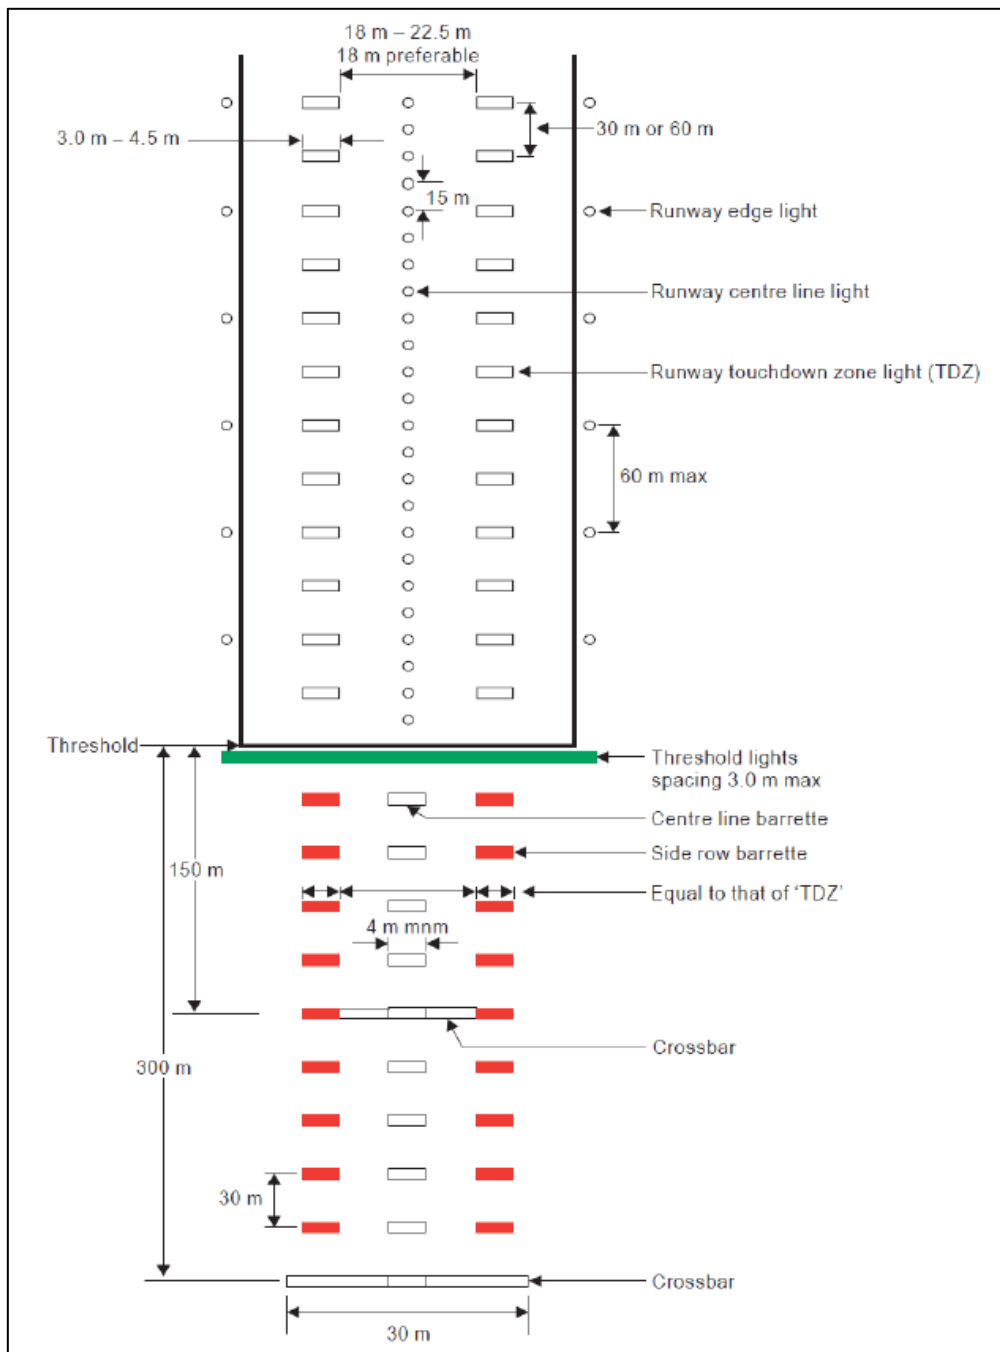 18 m – 22.5 m
18 m preferable
3.0 m – 4.5 m
30 m or 60 m
15 m
Runway edge light
Runway centre line light
Runway touchdown zone light (TDZ)
60 m max
Threshold
Threshold lights
spacing 3.0 m max
Centre line barrette
Side row barrette
150 m
Equal to that of ‘TDZ’
4 m mnm
Crossbar
300 m
30 m
Crossbar
30 m